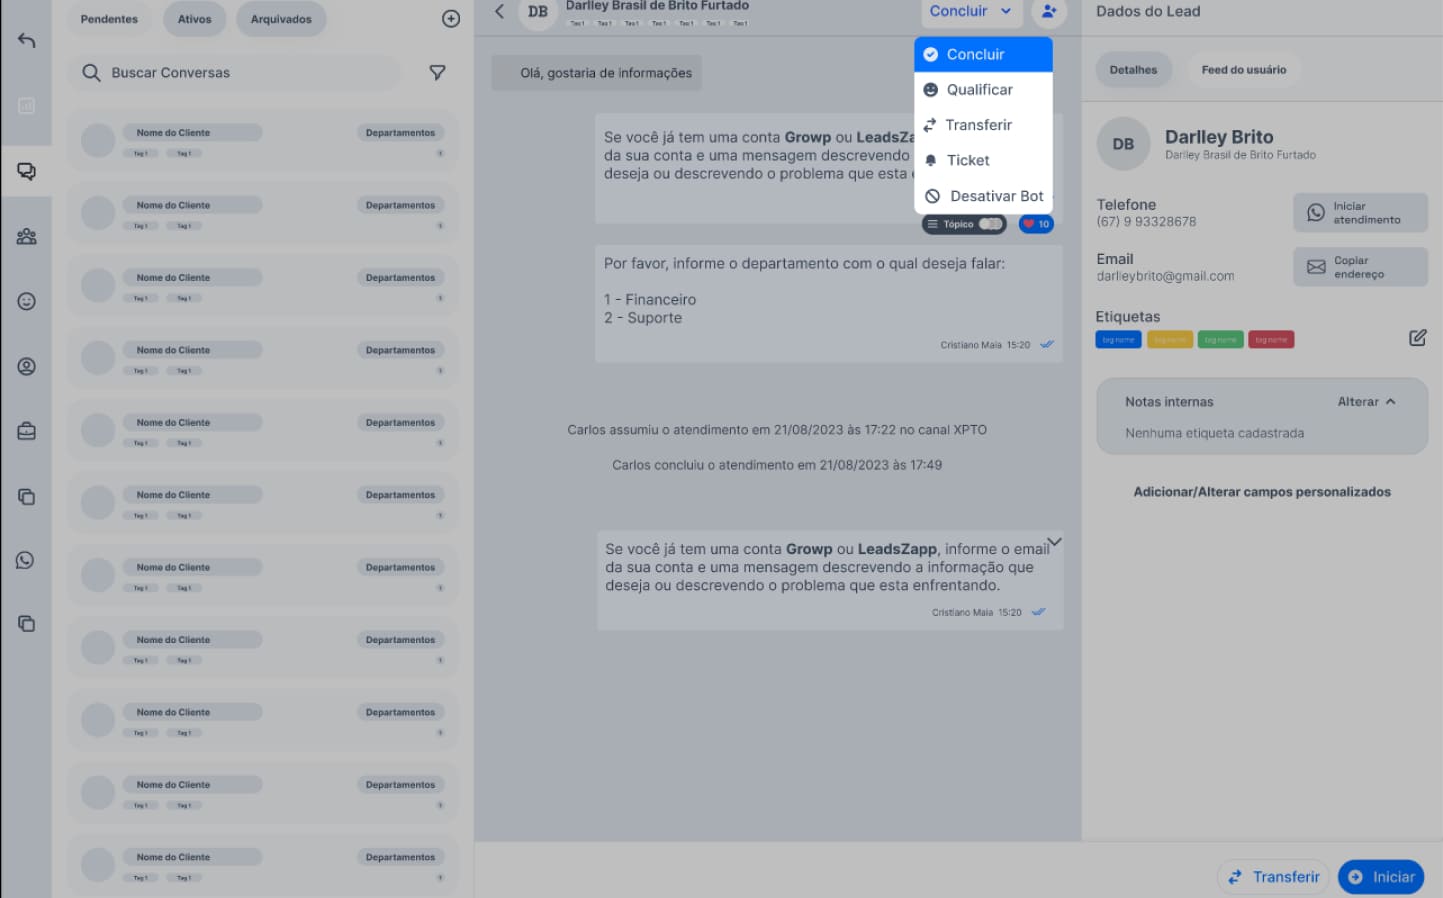 Pendentes
Ativos
Arquivados
Buscar Conversas
Nome do Cliente
Departamentos
Tag 1
Tag 1
1
Nome do Cliente
Departamentos
Tag 1
Tag 1
1
Nome do Cliente
Departamentos
Tag 1
Tag 1
1
Nome do Cliente
Departamentos
Tag 1
Tag 1
1
Nome do Cliente
Departamentos
Tag 1
Tag 1
1
Nome do Cliente
Departamentos
Tag 1
Tag 1
1
Nome do Cliente
Departamentos
Tag 1
Tag 1
1
Nome do Cliente
Departamentos
Tag 1
Tag 1
1
Nome do Cliente
Departamentos
Tag 1
Tag 1
1
Nome do Cliente
Departamentos
Tag 1
Tag 1
1
Nome do Cliente
Departamentos
Tag 1
Tag 1
1
DB
Darlley Brasil de Brito Furtado
Tag 1 Tag 1 Tag 1 Tag 1 Tag 1 Tag 1 Tag 1
Concluir
Concluir
Qualificar
Transferir
Ticket
Desativar Bot
Olá, gostaria de informações
Se você já tem uma conta Growp ou LeadsZa
da sua conta e uma mensagem descrevendo
deseja ou descrevendo o problema que esta
Tópico
10
Por favor, informe o departamento com o qual deseja falar:
1 - Financeiro
2 - Suporte
Cristiano Maia 15:20
Carlos assumiu o atendimento em 21/08/2023 às 17:22 no canal XPTO
Carlos concluiu o atendimento em 21/08/2023 às 17:49
Se você já tem uma conta Growp ou LeadsZapp, informe o email
da sua conta e uma mensagem descrevendo a informação que
deseja ou descrevendo o problema que esta enfrentando.
Cristiano Maia 15:20
Dados do Lead
Detalhes
Feed do usuário
DB
Darlley Brito
Darlley Brasil de Brito Furtado
Telefone
(67) 9 93328678
Iniciar
atendimento
Email
darlleybrito@gmail.com
Copiar
endereço
Etiquetas
tag name
tag name
tag name
tag name
Notas internas
Alterar
Nenhuma etiqueta cadastrada
Adicionar/Alterar campos personalizados
Transferir
Iniciar